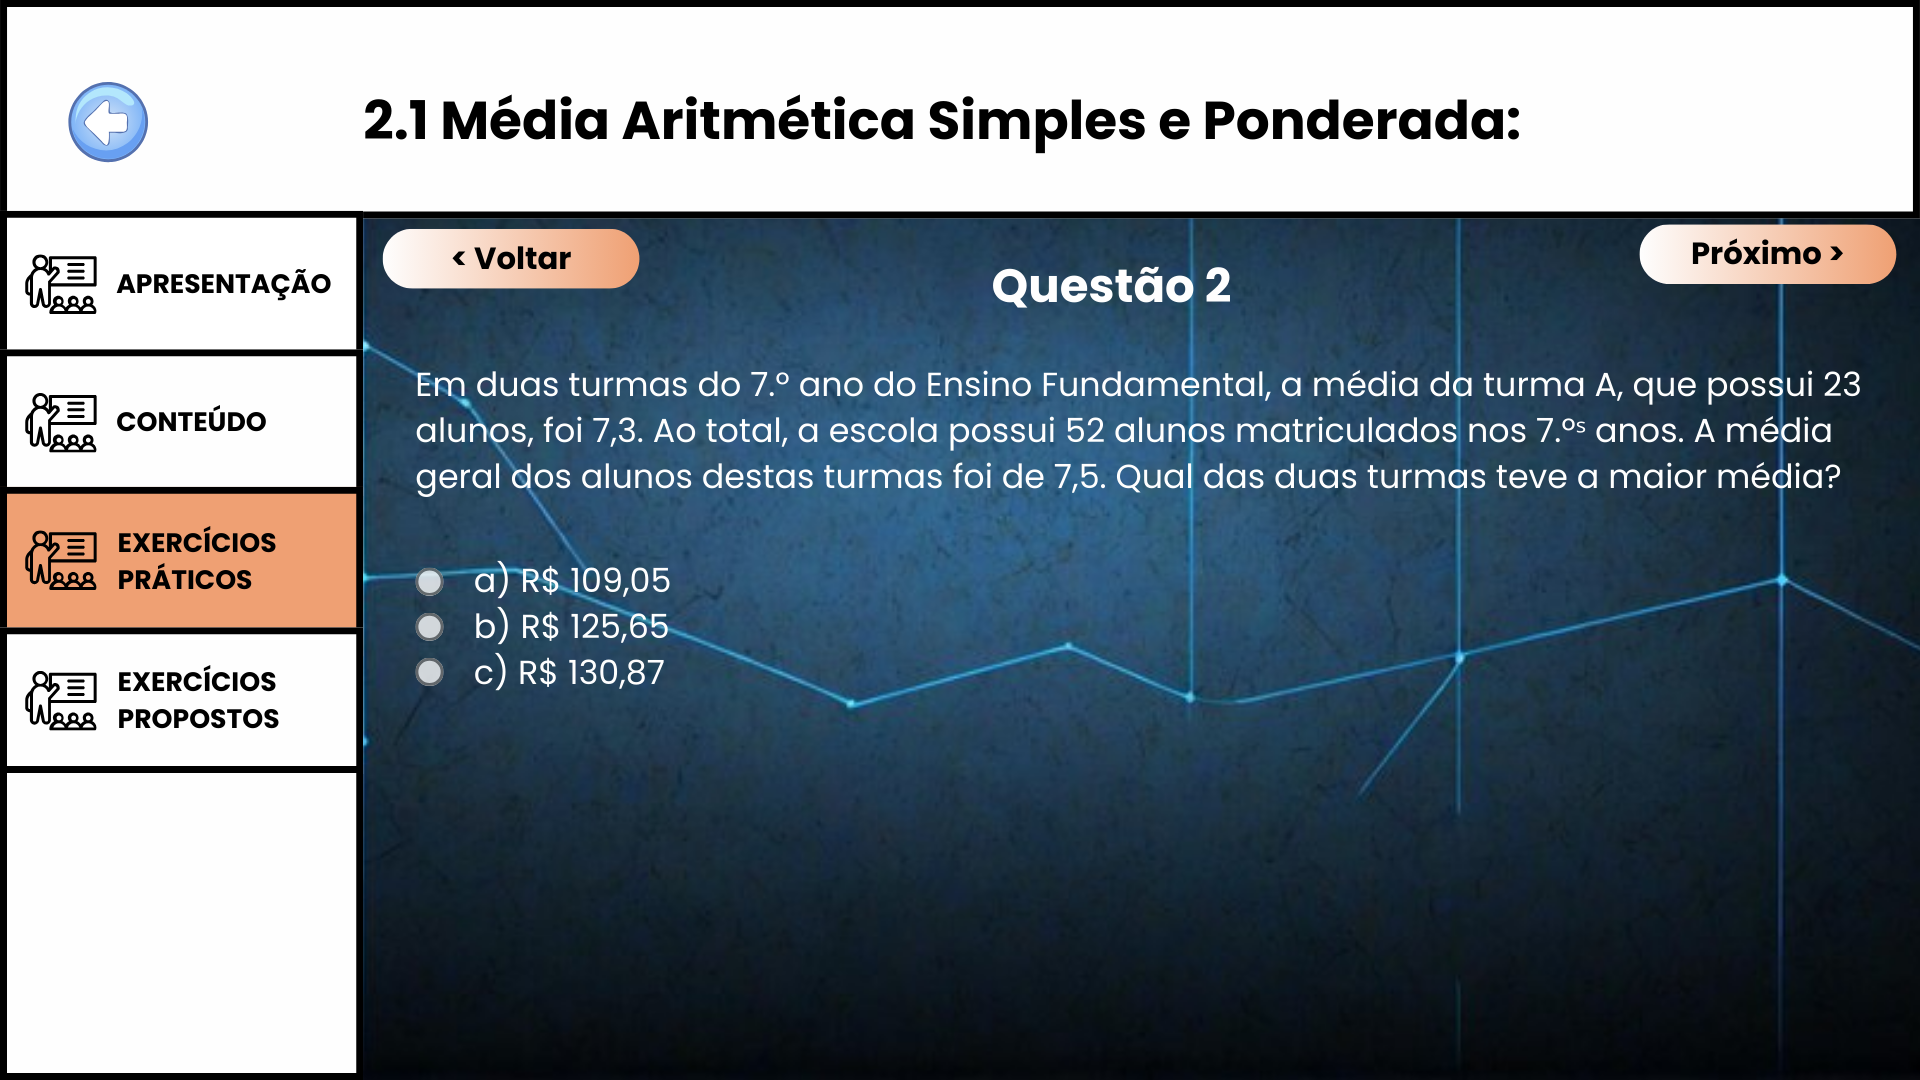 2.1 Média Aritmética Simples e Ponderada:
APRESENTAÇÃO
CONTEÚDO
EXERCÍCIOS
PRÁTICOS
EXERCÍCIOS
PROPOSTOS
< Voltar
Próximo >
Questão 2
Em duas turmas do 7.º ano do Ensino Fundamental, a média da turma A, que possui 23
alunos, foi 7,3. Ao total, a escola possui 52 alunos matriculados nos 7.ºˢ anos. A média
geral dos alunos destas turmas foi de 7,5. Qual das duas turmas teve a maior média?
a) R$ 109,05
b) R$ 125,65
c) R$ 130,87